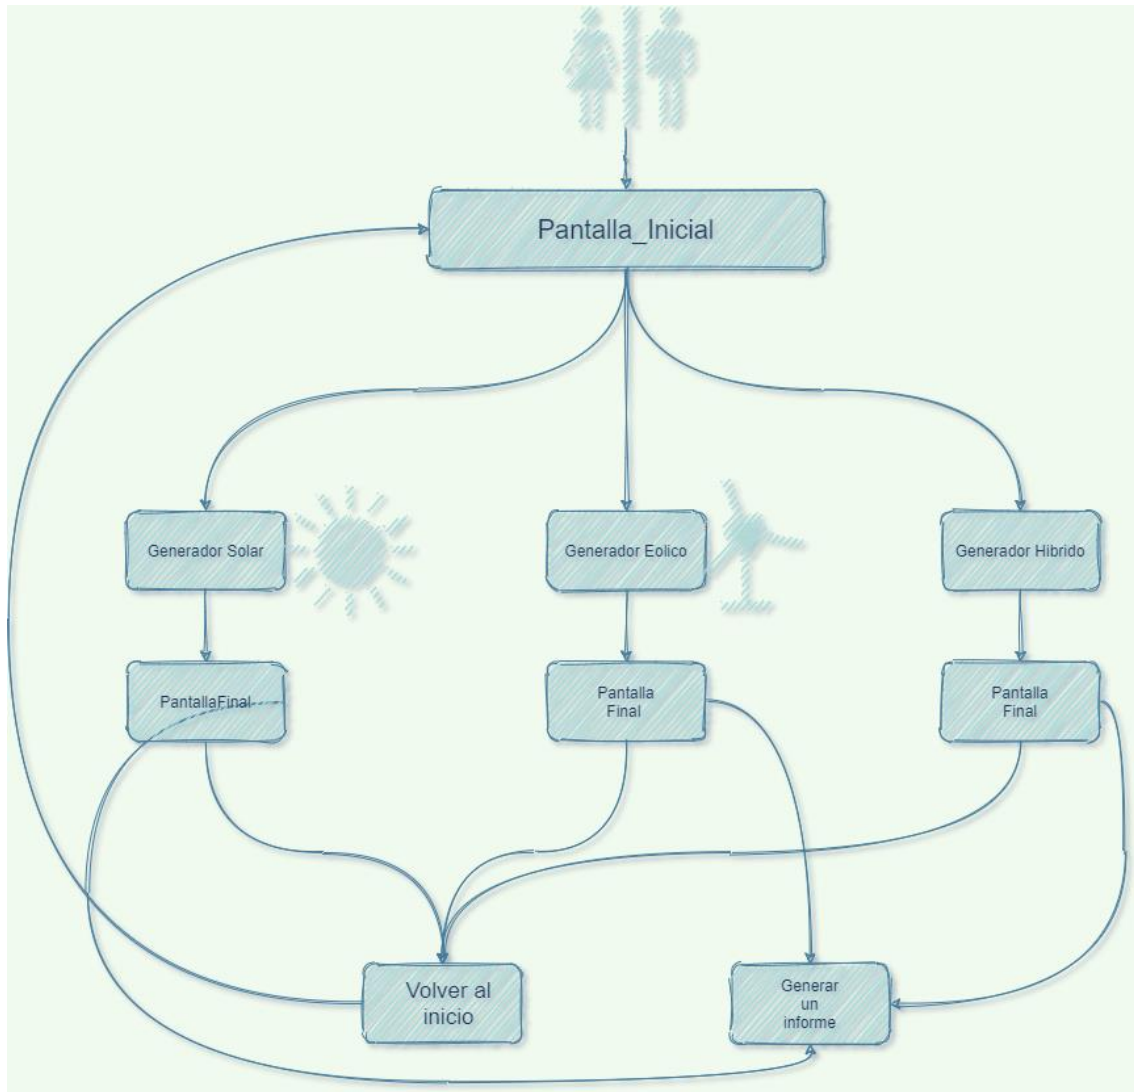 Pantalla_Inicial
Generador Solar
Generador Eolico
Generador Hibrido
PantallaFinal
Pantalla
Final
Pantalla
Final
Volver al
inicio
Generar
un
informe